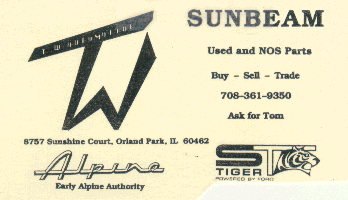 SUNBEAM
Used and NOS Parts
Buy - Sell - Trade
708-361-9350
Ask for Tom
TW
8757 Sunshine Court, Orland Park, IL 60462
Alpine
Early Alpine Authority
ST
TIGER
POWERED BY FORD